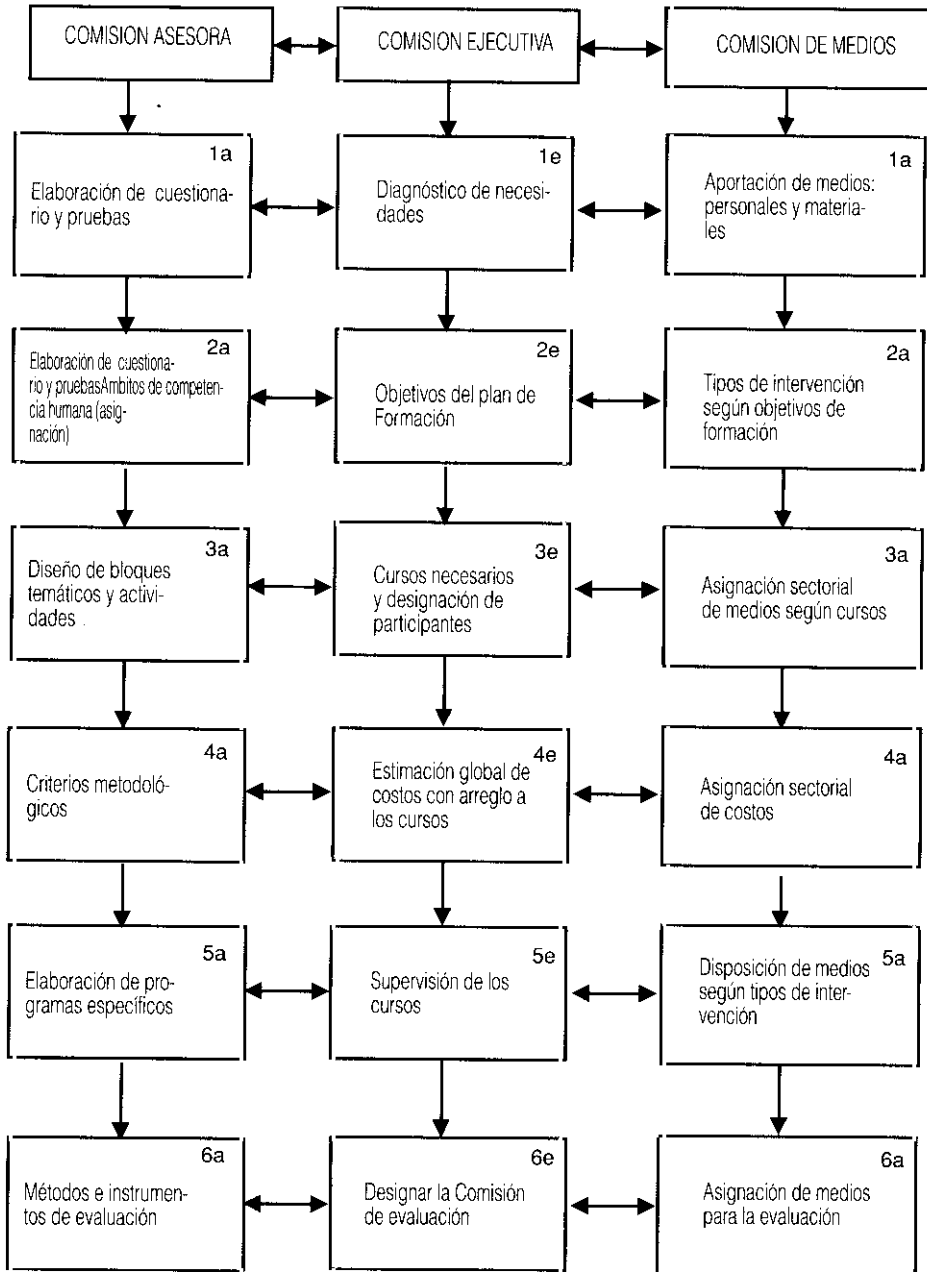 COMISION ASESORA
COMISION EJECUTIVA
COMISION DE MEDIOS
1a
Elaboración de cuestiona-
rio y pruebas
1e
Diagnóstico de necesi-
dades
1a
Aportación de medios:
personales y materia-
les
2a
Elaboración de cuestiona-
rio y pruebasAmbitos de competen-
cia humana (asig-
nación)
2e
Objetivos del plan de
Formación
2a
Tipos de intervención
según objetivos de
formación
3a
Diseño de bloques
temáticos y activi-
dades
3e
Cursos necesarios
y designación de
participantes
3a
Asignación sectorial
de medios según cursos
4a
Criterios metodoló-
gicos
4e
Estimación global de
costos con arreglo a
los cursos
4a
Asignación sectorial
de costos
5a
Elaboración de pro-
gramas específicos
5e
Supervisión de los
cursos
5a
Disposición de medios
según tipos de inter-
vención
6a
Métodos e instrumen-
tos de evaluación
6e
Designar la Comisión
de evaluación
6a
Asignación de medios
para la evaluación